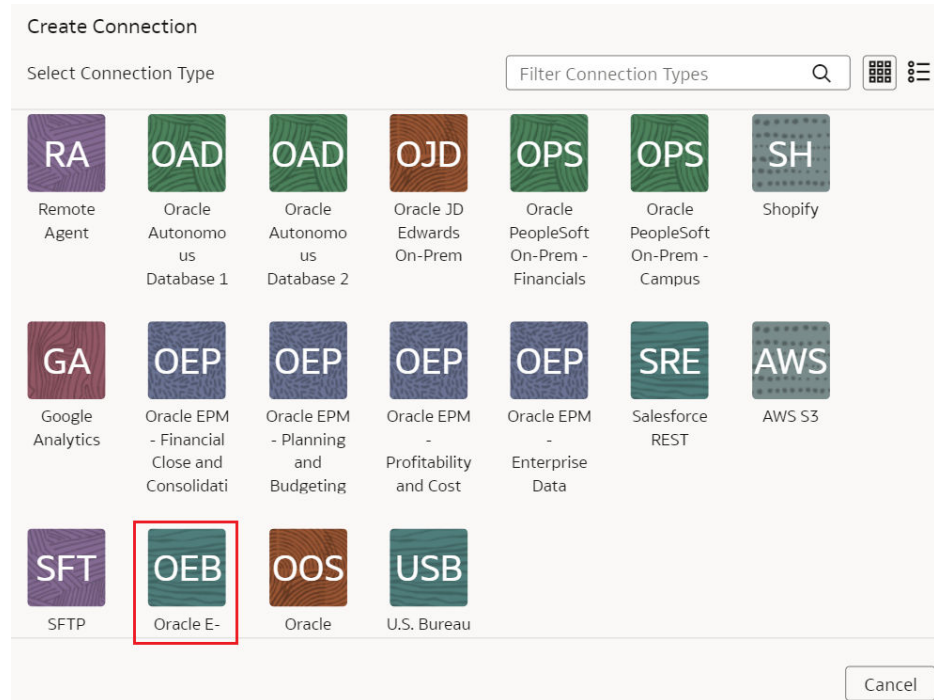 Create Connection
Select Connection Type
Filter Connection Types
RA
OAD
OAD
OJD
OPS
OPS
SH
Remote
Agent
Oracle
Autonomo
us
Database 1
Oracle
Autonomo
us
Database 2
Oracle JD
Edwards
On-Prem
Oracle
PeopleSoft
On-Prem -
Financials
Oracle
PeopleSoft
On-Prem -
Campus
Shopify
GA
OEP
OEP
OEP
OEP
SRE
AWS
Google
Analytics
Oracle EPM
- Financial
Close and
Consolidati
Oracle EPM
- Planning
and
Budgeting
Oracle EPM
-
Profitability
and Cost
Oracle EPM
-
Enterprise
Data
Salesforce
REST
AWS S3
SFT
OEB
OOS
USB
SFTP
Oracle E-
Oracle
U.S. Bureau
Cancel